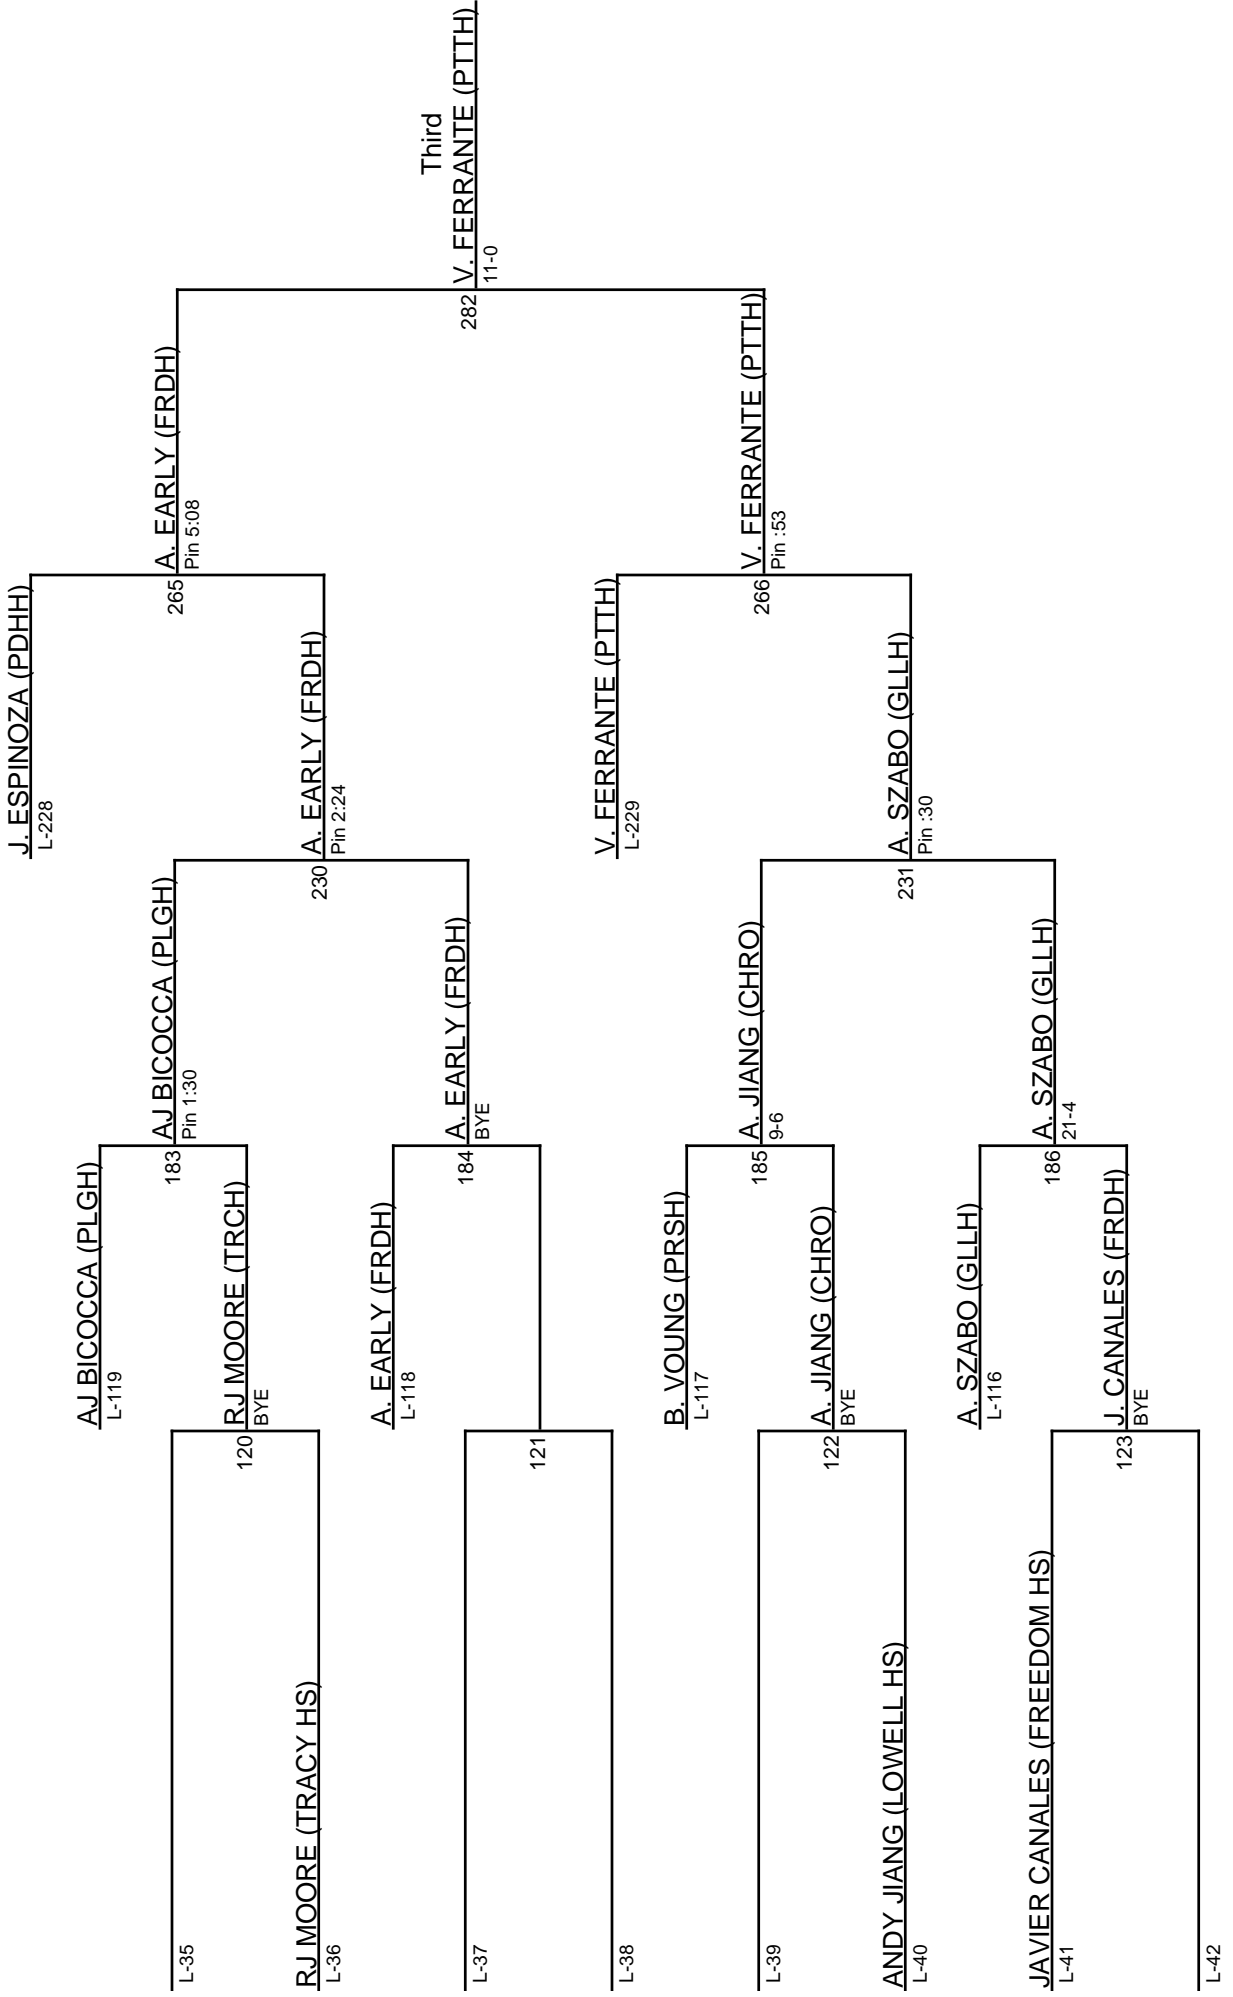 L-35
RJ MOORE (TRACY HS)
L-36
L-37
L-38
L-39
ANDY JIANG (LOWELL HS)
L-40
JAVIER CANALES (FREEDOM HS)
L-41
L-42
AJ BICOCCA (PLGH)
L-119
120
RJ MOORE (TRCH)
BYE
A. EARLY (FRDH)
L-118
121
B. VOUNG (PRSH)
L-117
122
A. JIANG (CHRO)
BYE
A. SZABO (GLLH)
L-116
123
J. CANALES (FRDH)
BYE
183
AJ BICOCCA (PLGH)
Pin 1:30
184
A. EARLY (FRDH)
BYE
185
A. JIANG (CHRO)
9-6
186
A. SZABO (GLLH)
21-4
J. ESPINOZA (PDHH)
L-228
230
A. EARLY (FRDH)
Pin 2:24
V. FERRANTE (PTTH)
L-229
231
A. SZABO (GLLH)
Pin :30
265
A. EARLY (FRDH)
Pin 5:08
266
V. FERRANTE (PTTH)
Pin :53
282
Third
V. FERRANTE (PTTH)
11-0